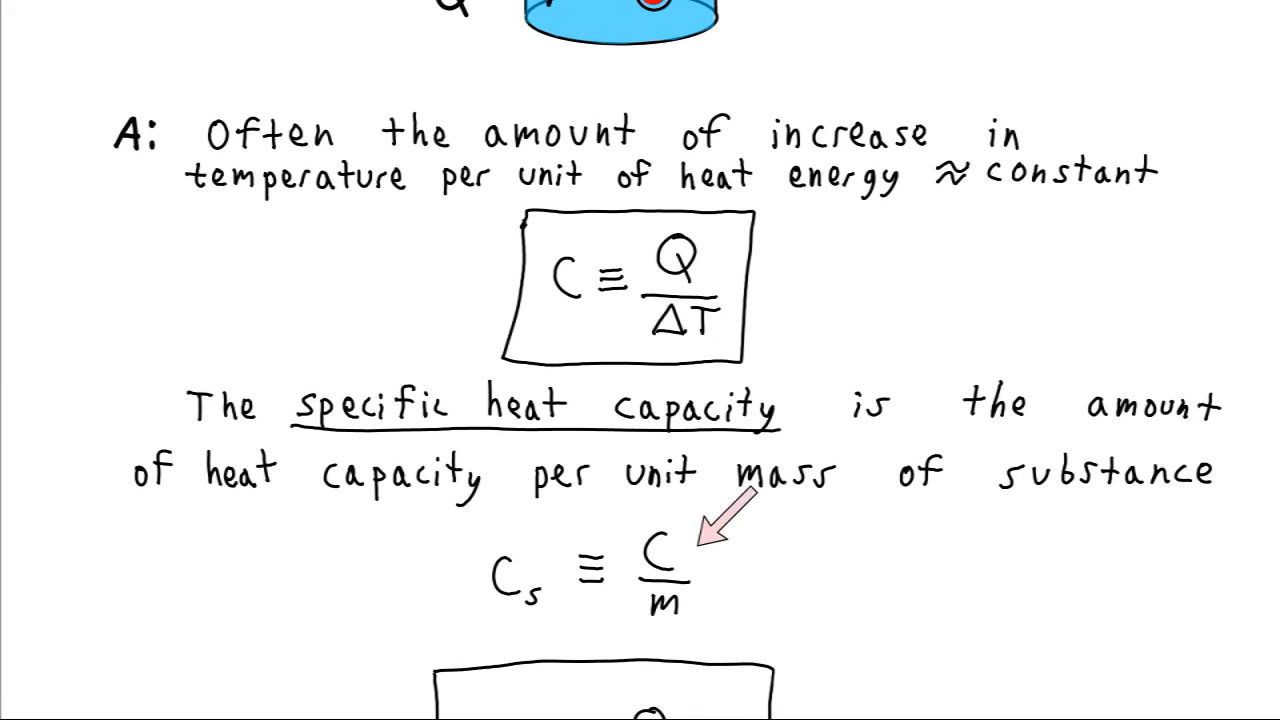 Q
A: Often the amount of increase in
temperature per unit of heat energy ≈ constant
C ≡ Q / ΔT
The specific heat capacity is the amount
of heat capacity per unit mass of substance
C_s ≡ C / m